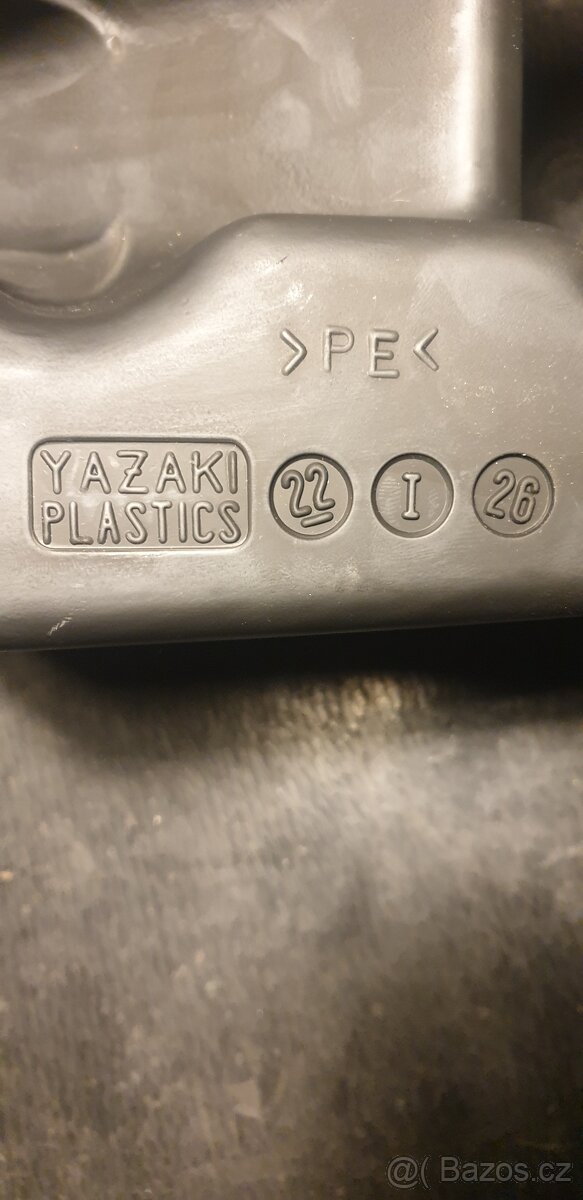 >PE<
YAZAKI
PLASTICS
22 I 26
@( Bazos.cz